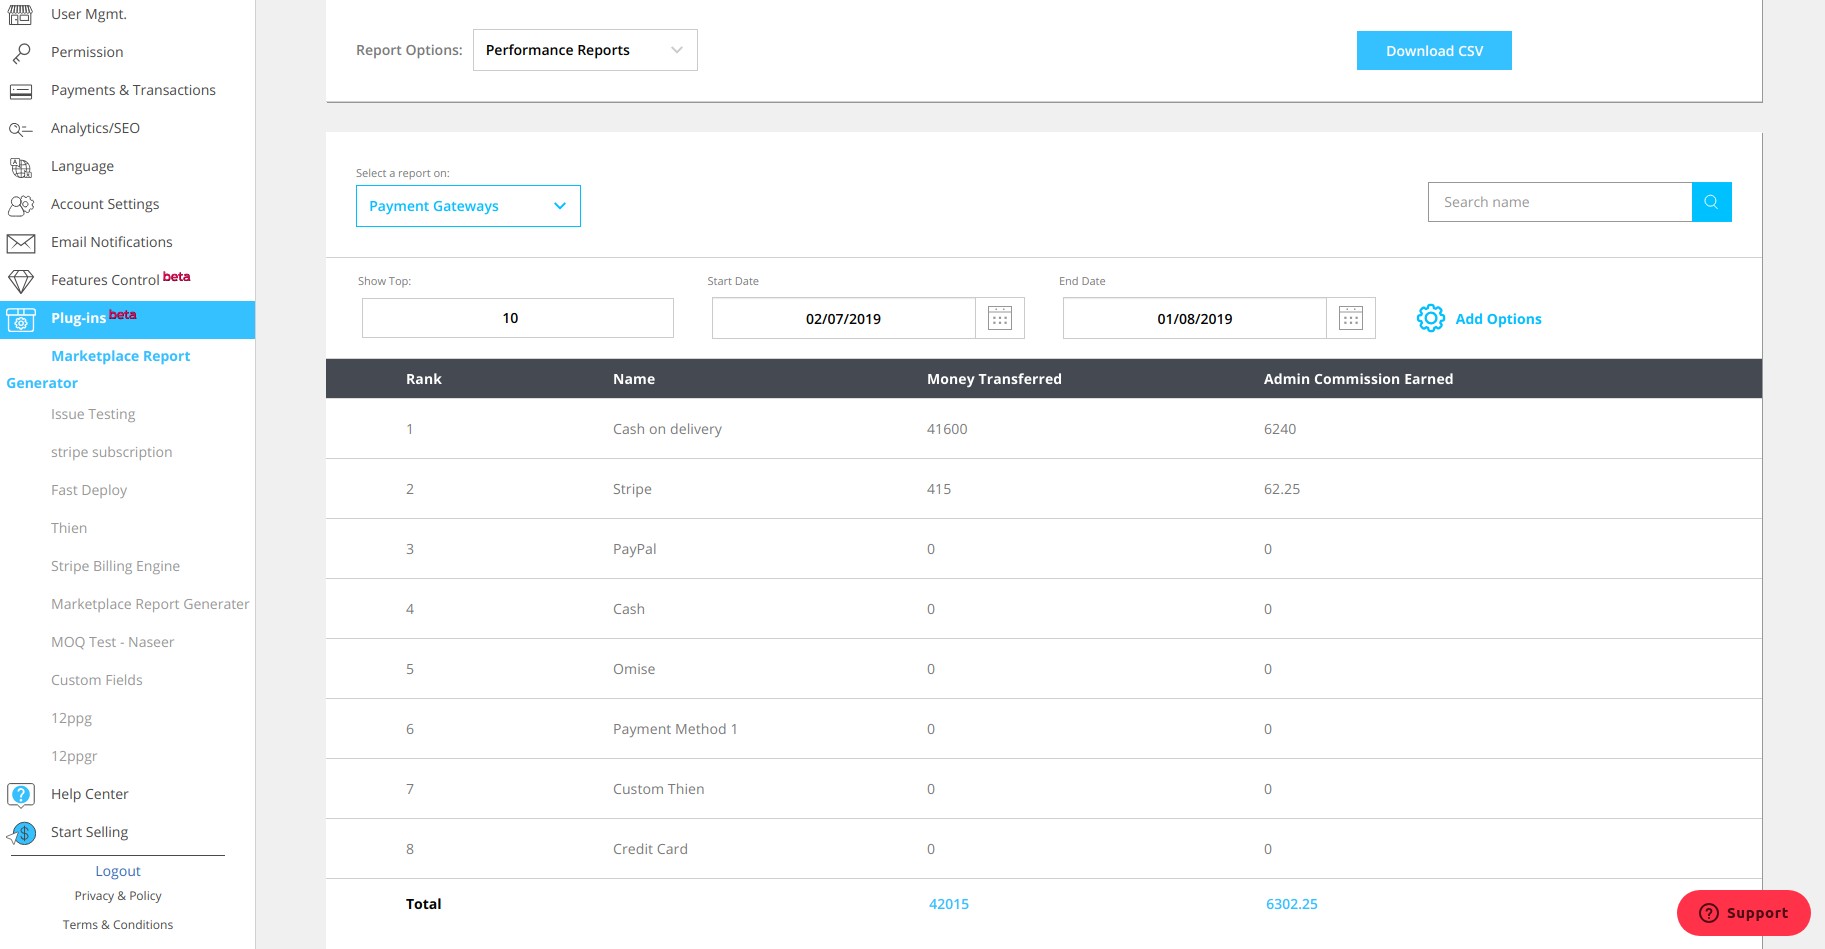 User Mgmt.
Permission
Payments & Transactions
Analytics/SEO
Language
Account Settings
Email Notifications
Features Control beta
Plug-ins beta
Marketplace Report
Generator
Issue Testing
stripe subscription
Fast Deploy
Thien
Stripe Billing Engine
Marketplace Report Generater
MOQ Test - Naseer
Custom Fields
12ppg
12ppgr
Help Center
Start Selling
Logout
Privacy & Policy
Terms & Conditions
Report Options: Performance Reports Download CSV
Select a report on:
Payment Gateways Search name
Show Top: Start Date End Date
10 02/07/2019 01/08/2019 Add Options
Rank Name Money Transferred Admin Commission Earned
1 Cash on delivery 41600 6240
2 Stripe 415 62.25
3 PayPal 0 0
4 Cash 0 0
5 Omise 0 0
6 Payment Method 1 0 0
7 Custom Thien 0 0
8 Credit Card 0 0
Total 42015 6302.25
Support